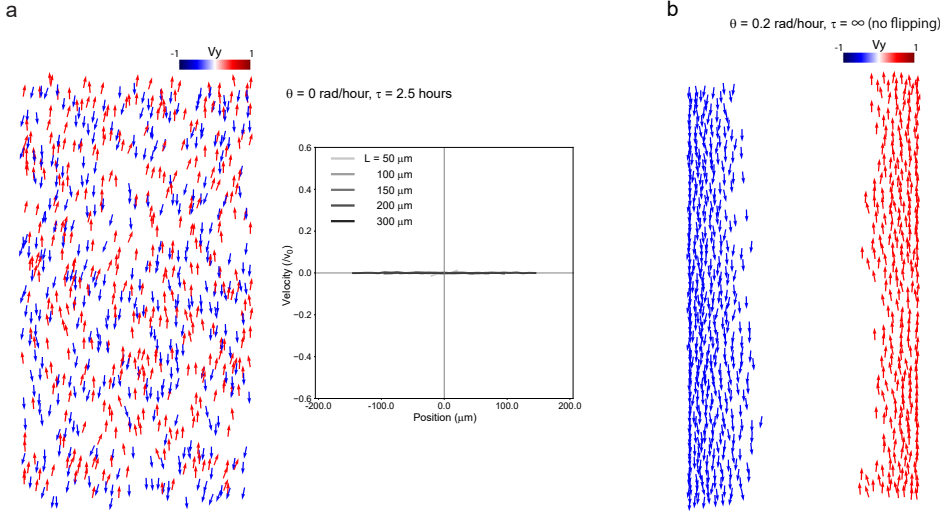 a
Vy
-1
1
θ = 0 rad/hour, τ = 2.5 hours
L = 50 μm
100 μm
150 μm
200 μm
300 μm
Velocity (/v₀)
0.6
0.4
0.2
0.0
−0.2
−0.4
−0.6
-200.0
-100.0
0.0
100.0
200.0
Position (μm)
b
θ = 0.2 rad/hour, τ = ∞ (no flipping)
Vy
-1
1